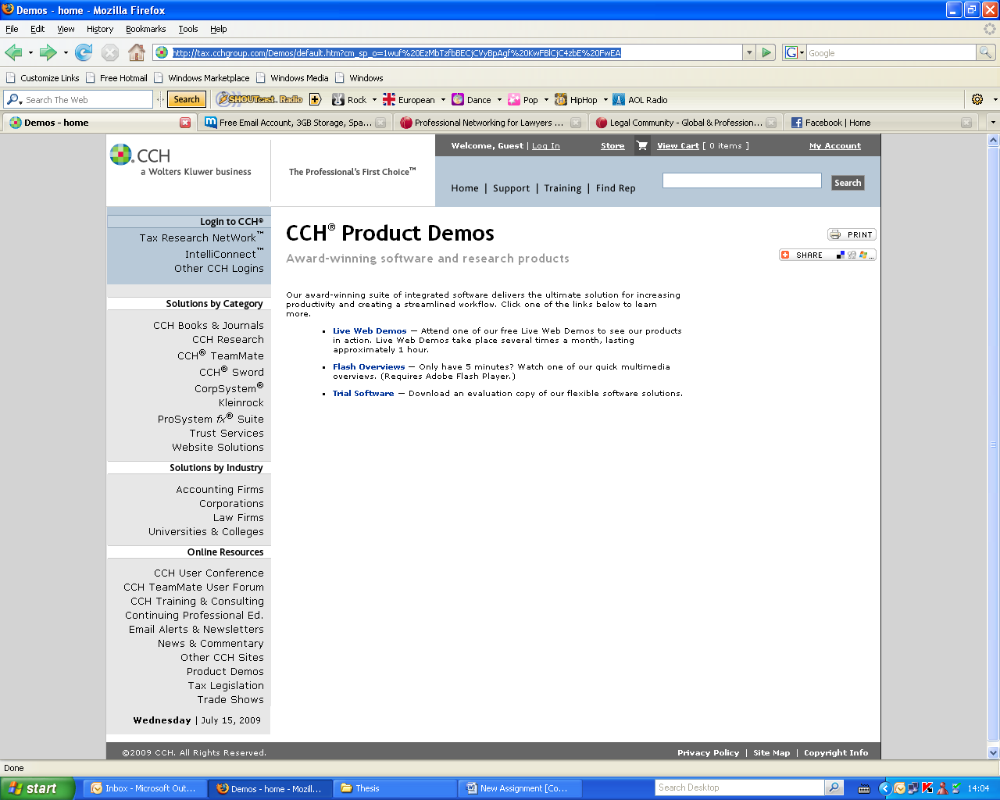 Demos - home - Mozilla Firefox
File Edit View History Bookmarks Tools Help
http://tax.cchgroup.com/Demos/default.htm?cm_sp_o=1wuf%20EzMbTzfbBECjCVyBpAgf%20KwFBlCjC4zbE%20FwEA
Google
Customize Links Free Hotmail Windows Marketplace Windows Media Windows
Search The Web Search SHOUTcast Radio Rock European Dance Pop HipHop AOL Radio
Demos - home Free Email Account, 3GB Storage, Spa... Professional Networking for Lawyers ... Legal Community - Global & Profession... Facebook | Home
Welcome, Guest | Log In Store View Cart [ 0 items ] My Account
CCH
a Wolters Kluwer business
The Professional's First Choice™
Home | Support | Training | Find Rep Search
Login to CCH®
Tax Research NetWork™
IntelliConnect™
Other CCH Logins
Solutions by Category
CCH Books & Journals
CCH Research
CCH® TeamMate
CCH® Sword
CorpSystem®
Kleinrock
ProSystem fx® Suite
Trust Services
Website Solutions
Solutions by Industry
Accounting Firms
Corporations
Law Firms
Universities & Colleges
Online Resources
CCH User Conference
CCH TeamMate User Forum
CCH Training & Consulting
Continuing Professional Ed.
Email Alerts & Newsletters
News & Commentary
Other CCH Sites
Product Demos
Tax Legislation
Trade Shows
Wednesday | July 15, 2009
CCH® Product Demos
PRINT
Award-winning software and research products
SHARE ...
Our award-winning suite of integrated software delivers the ultimate solution for increasing
productivity and creating a streamlined workflow. Click one of the links below to learn
more.
• Live Web Demos — Attend one of our free Live Web Demos to see our products
in action. Live Web Demos take place several times a month, lasting
approximately 1 hour.
• Flash Overviews — Only have 5 minutes? Watch one of our quick multimedia
overviews. (Requires Adobe Flash Player.)
• Trial Software — Download an evaluation copy of our flexible software solutions.
©2009 CCH. All Rights Reserved. Privacy Policy | Site Map | Copyright Info
Done
start Inbox - Microsoft Out... Demos - home - Mozill... Thesis New Assignment [Co... Search Desktop 14:04